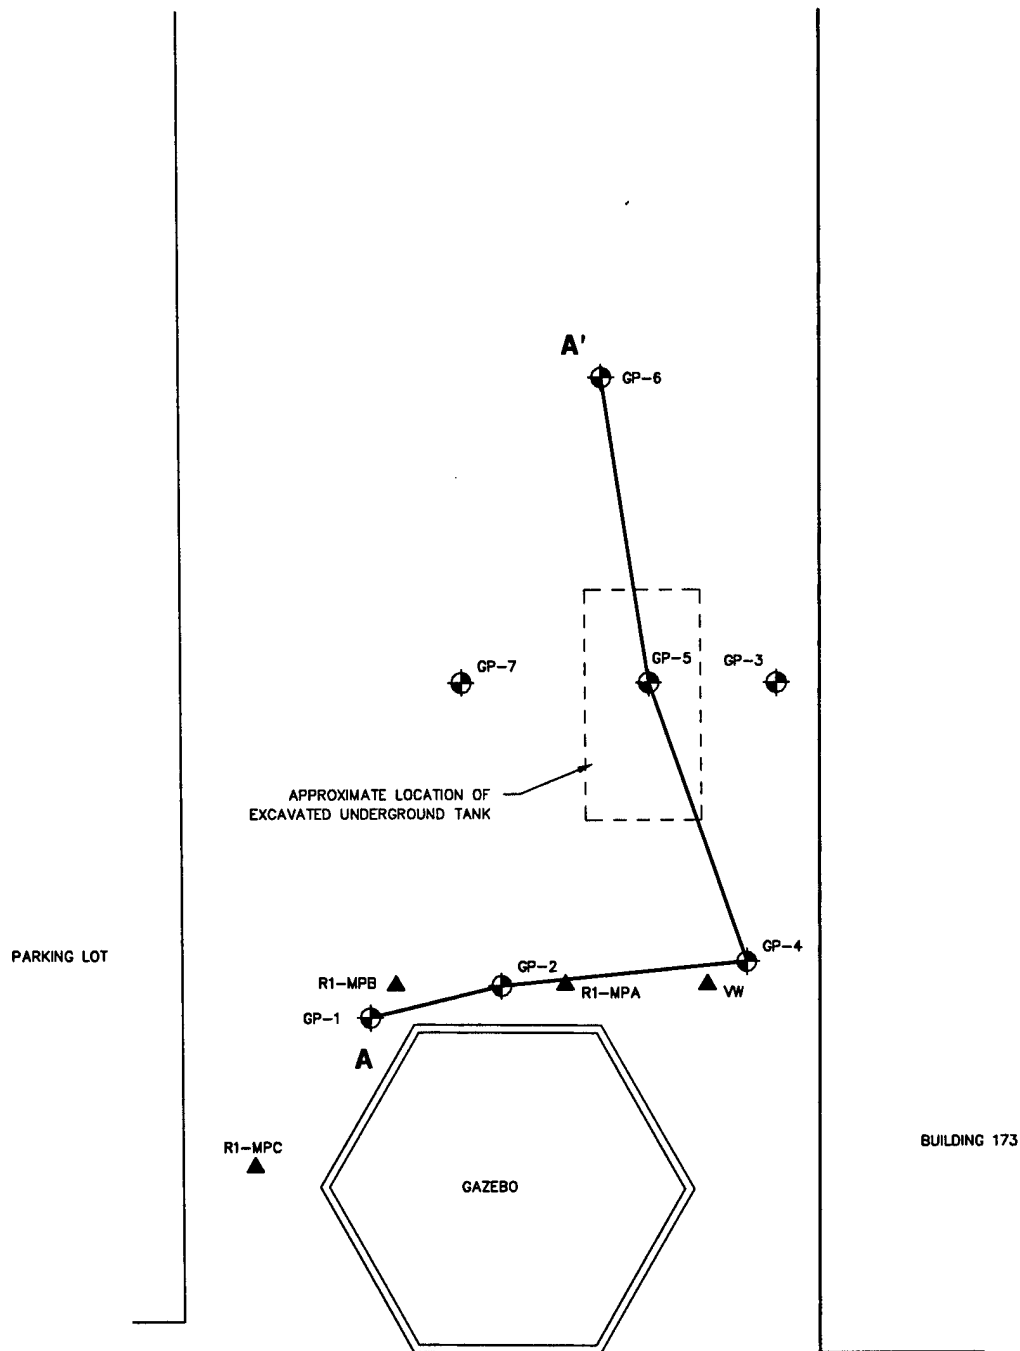 A'
GP-6
GP-7
GP-5
GP-3
APPROXIMATE LOCATION OF
EXCAVATED UNDERGROUND TANK
PARKING LOT
GP-4
GP-2
R1-MPB
R1-MPA
VW
GP-1
A
R1-MPC
BUILDING 173
GAZEBO